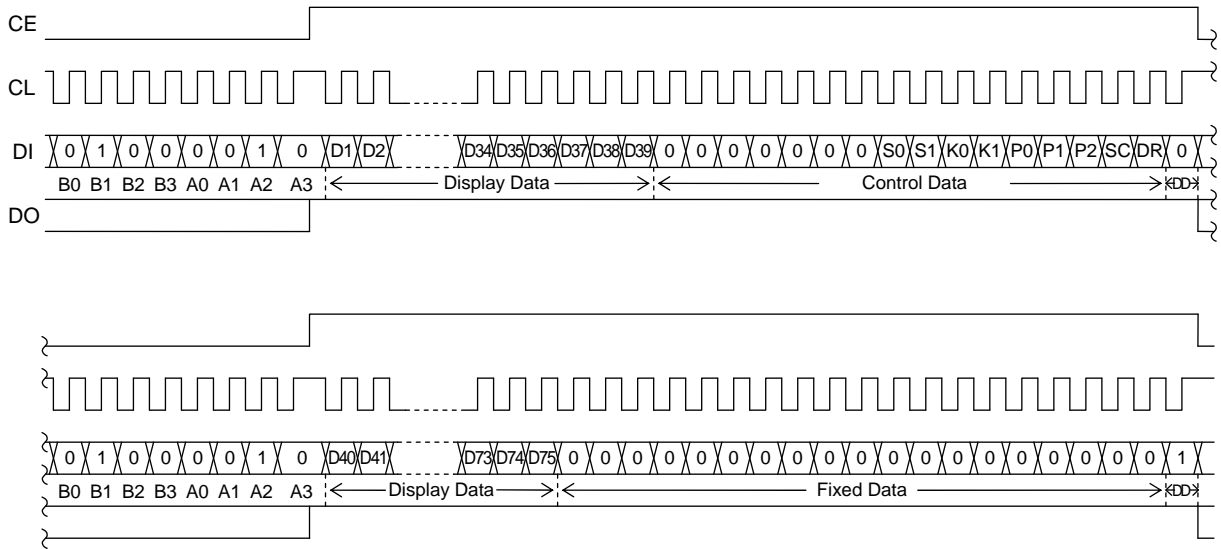 CE
CL
DI 0 1 0 0 0 0 1 0 D1 D2 D34 D35 D36 D37 D38 D39 0 0 0 0 0 0 0 S0 S1 K0 K1 P0 P1 P2 SC DR 0
B0 B1 B2 B3 A0 A1 A2 A3 Display Data Control Data DD
DO
0 1 0 0 0 0 1 0 D40 D41 D73 D74 D75 0 0 0 0 0 0 0 0 0 0 0 0 0 0 0 0 0 0 0 1
B0 B1 B2 B3 A0 A1 A2 A3 Display Data Fixed Data DD